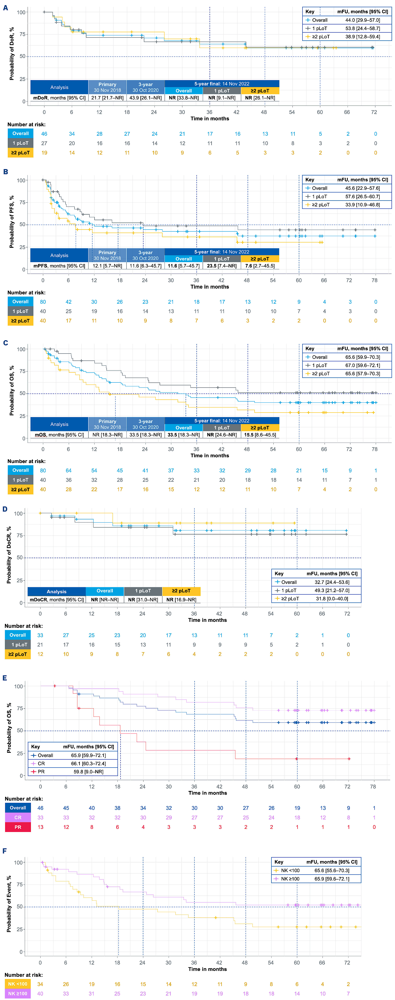 A
Probability of DoR, %
100
75
50
25
0
Key mFU, months [95% CI]
Overall 44.0 [29.9–57.0]
1 pLoT 53.8 [24.4–58.7]
≥2 pLoT 38.9 [12.8–59.4]
Analysis Primary 30 Nov 2018 3-year 30 Oct 2020 5-year final: 14 Nov 2022
Overall 1 pLoT ≥2 pLoT
mDoR, months [95% CI] 21.7 [21.7–NR] 43.9 [26.1–NR] NR [33.8–NR] NR [9.1–NR] NR [26.1–NR]
0 6 12 18 24 30 36 42 48 54 60 66 72
Time in months
Number at risk:
Overall 46 34 28 27 24 21 17 16 13 11 5 2 0
1 pLoT 27 20 16 16 14 12 11 11 10 8 3 2 0
≥2 pLoT 19 14 12 11 10 9 6 5 3 3 2 0 0
B
Probability of PFS, %
100
75
50
25
0
Key mFU, months [95% CI]
Overall 45.6 [22.9–57.6]
1 pLoT 57.6 [26.5–60.7]
≥2 pLoT 33.9 [10.9–46.8]
Analysis Primary 30 Nov 2018 3-year 30 Oct 2020 5-year final: 14 Nov 2022
Overall 1 pLoT ≥2 pLoT
mPFS, months [95% CI] 12.1 [5.7–NR] 11.6 [6.3–45.7] 11.6 [5.7–45.7] 23.5 [7.4–NR] 7.6 [2.7–45.5]
0 6 12 18 24 30 36 42 48 54 60 66 72 78
Time in months
Number at risk:
Overall 80 42 30 26 23 21 18 17 13 12 9 4 3 0
1 pLoT 40 25 19 16 14 13 11 11 10 10 7 4 3 0
≥2 pLoT 40 17 11 10 9 8 7 6 3 2 2 0 0 0
C
Probability of OS, %
100
75
50
25
0
Key mFU, months [95% CI]
Overall 65.6 [59.9–70.3]
1 pLoT 67.0 [59.6–72.1]
≥2 pLoT 65.6 [57.9–70.3]
Analysis Primary 30 Nov 2018 3-year 30 Oct 2020 5-year final: 14 Nov 2022
Overall 1 pLoT ≥2 pLoT
mOS, months [95% CI] NR [18.3–NR] 33.5 [18.3–NR] 33.5 [18.3–NR] NR [24.6–NR] 15.5 [8.6–45.5]
0 6 12 18 24 30 36 42 48 54 60 66 72 78
Time in months
Number at risk:
Overall 80 64 54 45 41 37 33 32 29 28 21 15 9 1
1 pLoT 40 36 32 28 25 22 21 20 18 18 14 11 7 1
≥2 pLoT 40 28 22 17 16 15 12 12 11 10 7 4 2 0
D
Probability of DoCR, %
100
75
50
25
0
Key mFU, months [95% CI]
Overall 32.7 [24.4–53.6]
1 pLoT 49.3 [21.2–57.0]
≥2 pLoT 31.8 [0.0–40.0]
Analysis Overall 1 pLoT ≥2 pLoT
mDoCR, months [95% CI] NR [NR–NR] NR [31.0–NR] NR [16.9–NR]
0 6 12 18 24 30 36 42 48 54 60 66 72
Time in months
Number at risk:
Overall 33 27 25 23 20 17 13 11 11 7 2 1 0
1 pLoT 21 17 16 15 13 11 9 9 9 5 2 1 0
≥2 pLoT 12 10 9 8 7 6 4 2 2 2 0 0 0
E
Probability of OS, %
100
75
50
25
0
Key mFU, months [95% CI]
Overall 65.9 [59.9–72.1]
CR 66.1 [60.3–72.4]
PR 59.8 [9.0–NR]
0 6 12 18 24 30 36 42 48 54 60 66 72 78
Time in months
Number at risk:
Overall 46 45 40 38 34 32 30 30 27 26 19 13 9 1
CR 33 33 32 32 30 29 27 27 25 24 18 12 8 1
PR 13 12 8 6 4 3 3 3 2 2 1 1 1 0
F
Probability of Event, %
100
75
50
25
0
Key mFU, months [95% CI]
NK <100 65.6 [55.6–70.3]
NK ≥100 65.9 [59.6–72.1]
0 6 12 18 24 30 36 42 48 54 60 66 72
Time in months
Number at risk:
NK <100 34 26 19 16 15 14 12 11 9 8 6 4 2
NK ≥100 40 33 31 25 23 21 19 19 18 18 14 10 7